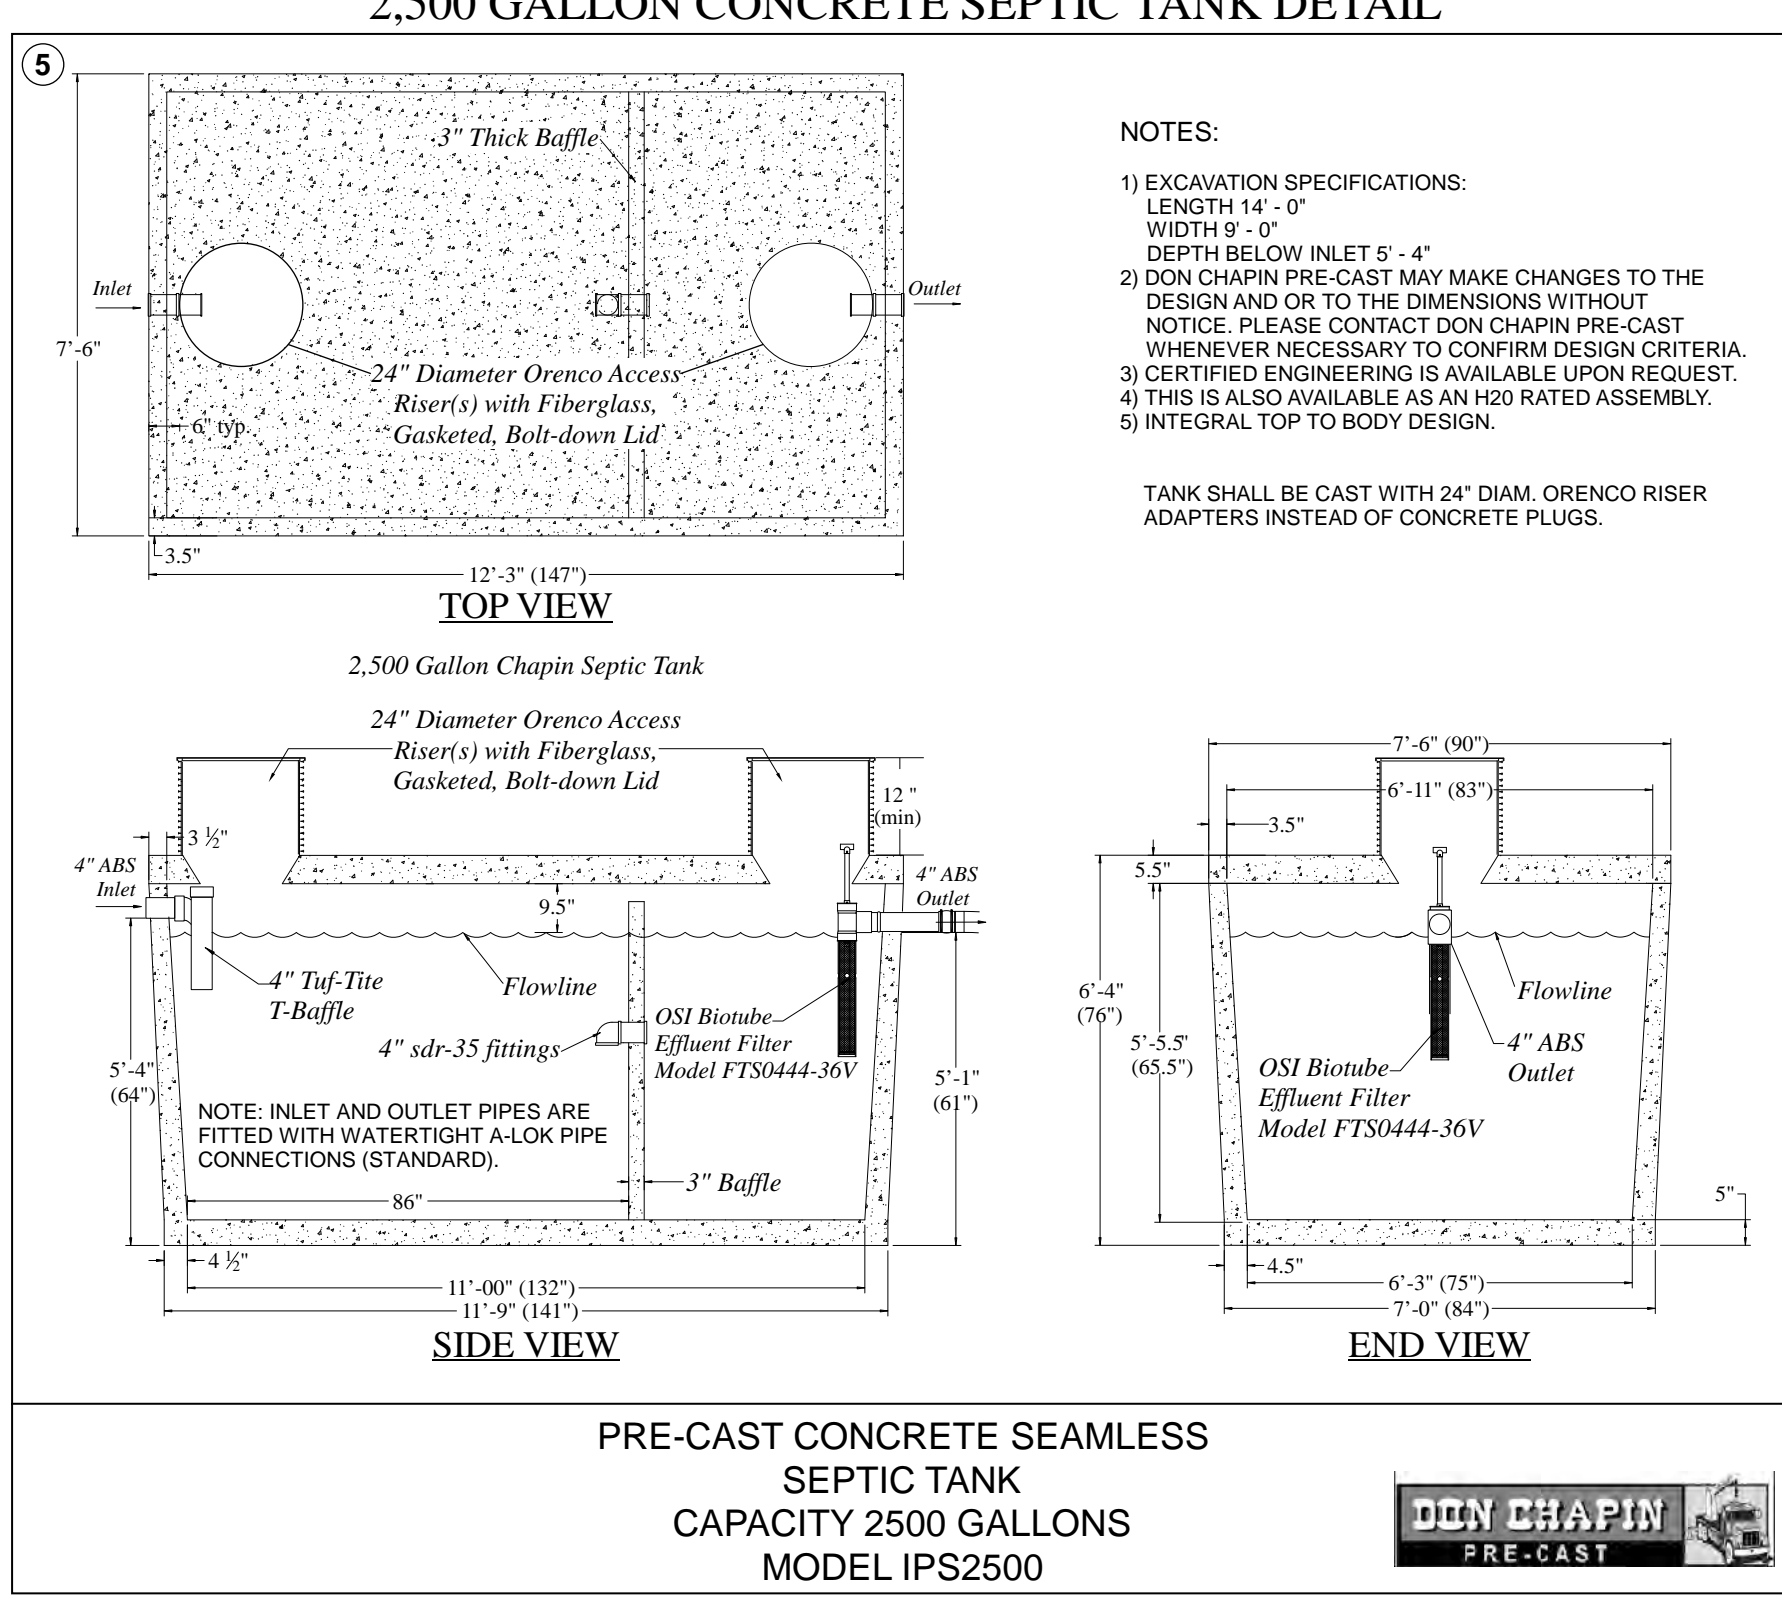 2,500 GALLON CONCRETE SEPTIC TANK DETAIL
5
3" Thick Baffle
Inlet
Outlet
7'-6"
24" Diameter Orenco Access
Riser(s) with Fiberglass,
Gasketed, Bolt-down Lid
6" typ.
3.5"
12'-3" (147")
TOP VIEW
NOTES:
1) EXCAVATION SPECIFICATIONS:
LENGTH 14' - 0"
WIDTH 9' - 0"
DEPTH BELOW INLET 5' - 4"
2) DON CHAPIN PRE-CAST MAY MAKE CHANGES TO THE
DESIGN AND OR TO THE DIMENSIONS WITHOUT
NOTICE. PLEASE CONTACT DON CHAPIN PRE-CAST
WHENEVER NECESSARY TO CONFIRM DESIGN CRITERIA.
3) CERTIFIED ENGINEERING IS AVAILABLE UPON REQUEST.
4) THIS IS ALSO AVAILABLE AS AN H20 RATED ASSEMBLY.
5) INTEGRAL TOP TO BODY DESIGN.
TANK SHALL BE CAST WITH 24" DIAM. ORENCO RISER
ADAPTERS INSTEAD OF CONCRETE PLUGS.
2,500 Gallon Chapin Septic Tank
24" Diameter Orenco Access
Riser(s) with Fiberglass,
Gasketed, Bolt-down Lid
12 "
(min)
3 ½"
4" ABS
Inlet
4" ABS
Outlet
9.5"
4" Tuf-Tite
T-Baffle
Flowline
OSI Biotube
Effluent Filter
Model FTS0444-36V
4" sdr-35 fittings
5'-4"
(64")
5'-1"
(61")
NOTE: INLET AND OUTLET PIPES ARE
FITTED WITH WATERTIGHT A-LOK PIPE
CONNECTIONS (STANDARD).
3" Baffle
86"
4 ½"
11'-00" (132")
11'-9" (141")
SIDE VIEW
7'-6" (90")
6'-11" (83")
3.5"
5.5"
6'-4"
(76")
5'-5.5"
(65.5")
Flowline
4" ABS
Outlet
OSI Biotube
Effluent Filter
Model FTS0444-36V
5"
4.5"
6'-3" (75")
7'-0" (84")
END VIEW
PRE-CAST CONCRETE SEAMLESS
SEPTIC TANK
CAPACITY 2500 GALLONS
MODEL IPS2500
DON CHAPIN
PRE-CAST